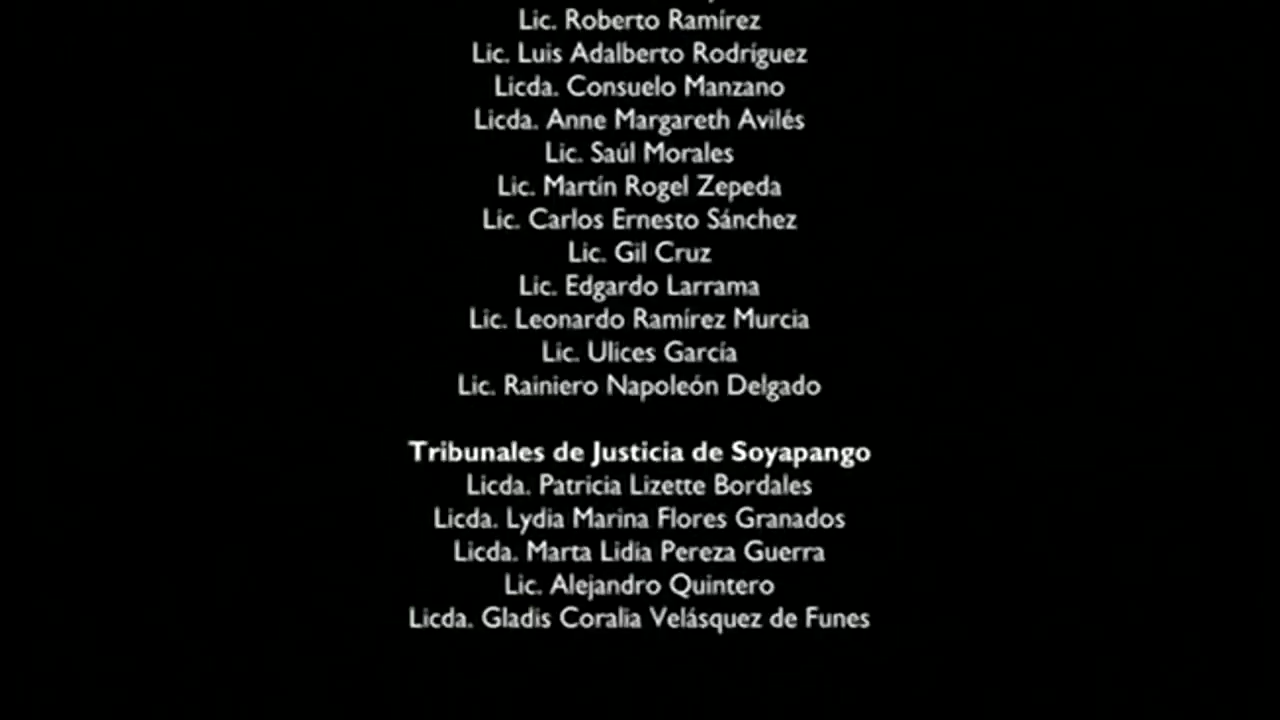 Lic. Roberto Ramírez
Lic. Luis Adalberto Rodríguez
Licda. Consuelo Manzano
Licda. Anne Margareth Avilés
Lic. Saúl Morales
Lic. Martín Rogel Zepeda
Lic. Carlos Ernesto Sánchez
Lic. Gil Cruz
Lic. Edgardo Larrama
Lic. Leonardo Ramírez Murcia
Lic. Ulices García
Lic. Rainiero Napoleón Delgado
Tribunales de Justicia de Soyapango
Licda. Patricia Lizette Bordales
Licda. Lydia Marina Flores Granados
Licda. Marta Lidia Pereza Guerra
Lic. Alejandro Quintero
Licda. Gladis Coralia Velásquez de Funes